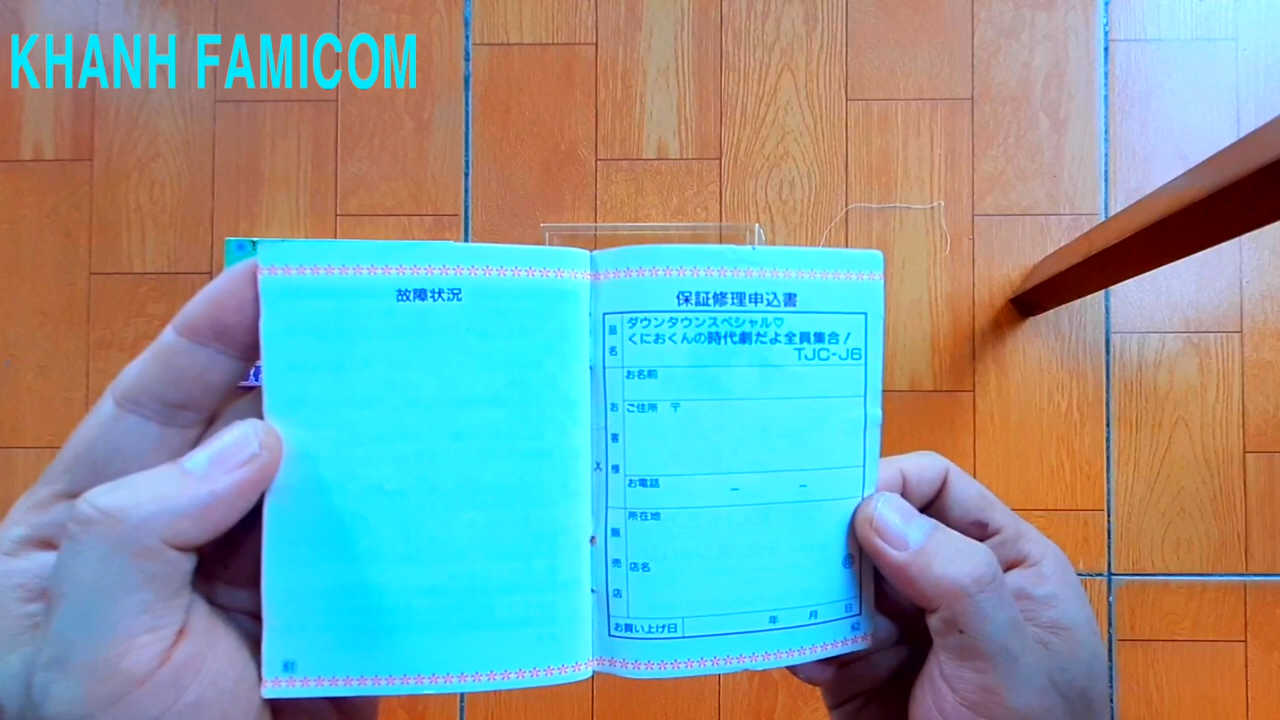 KHANH FAMICOM
故障状況
61
保証修理申込書
品名
ダウンタウンスペシャル♡
くにおくんの時代劇だよ全員集合!
TJC-J6
お客様
お名前
ご住所 〒
お電話 － －
販売店
所在地
店名 ㊞
お買い上げ日 年 月 日
62